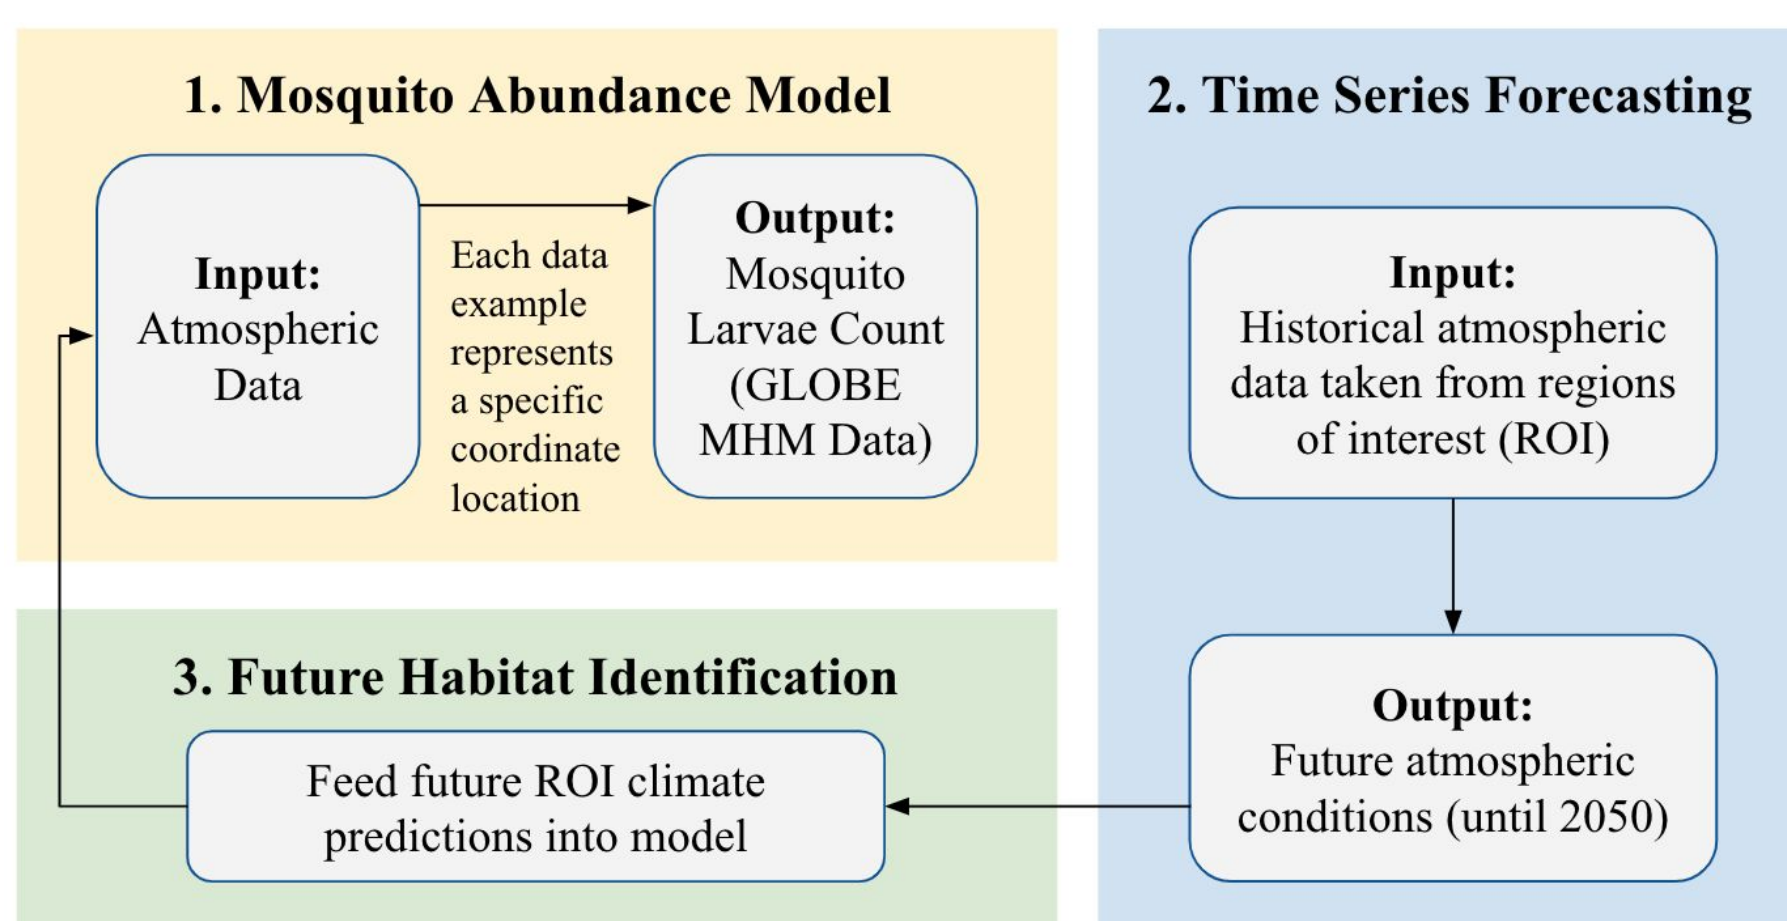 1. Mosquito Abundance Model
Input:
Atmospheric
Data
Each data
example
represents
a specific
coordinate
location
Output:
Mosquito
Larvae Count
(GLOBE
MHM Data)
2. Time Series Forecasting
Input:
Historical atmospheric
data taken from regions
of interest (ROI)
Output:
Future atmospheric
conditions (until 2050)
3. Future Habitat Identification
Feed future ROI climate
predictions into model